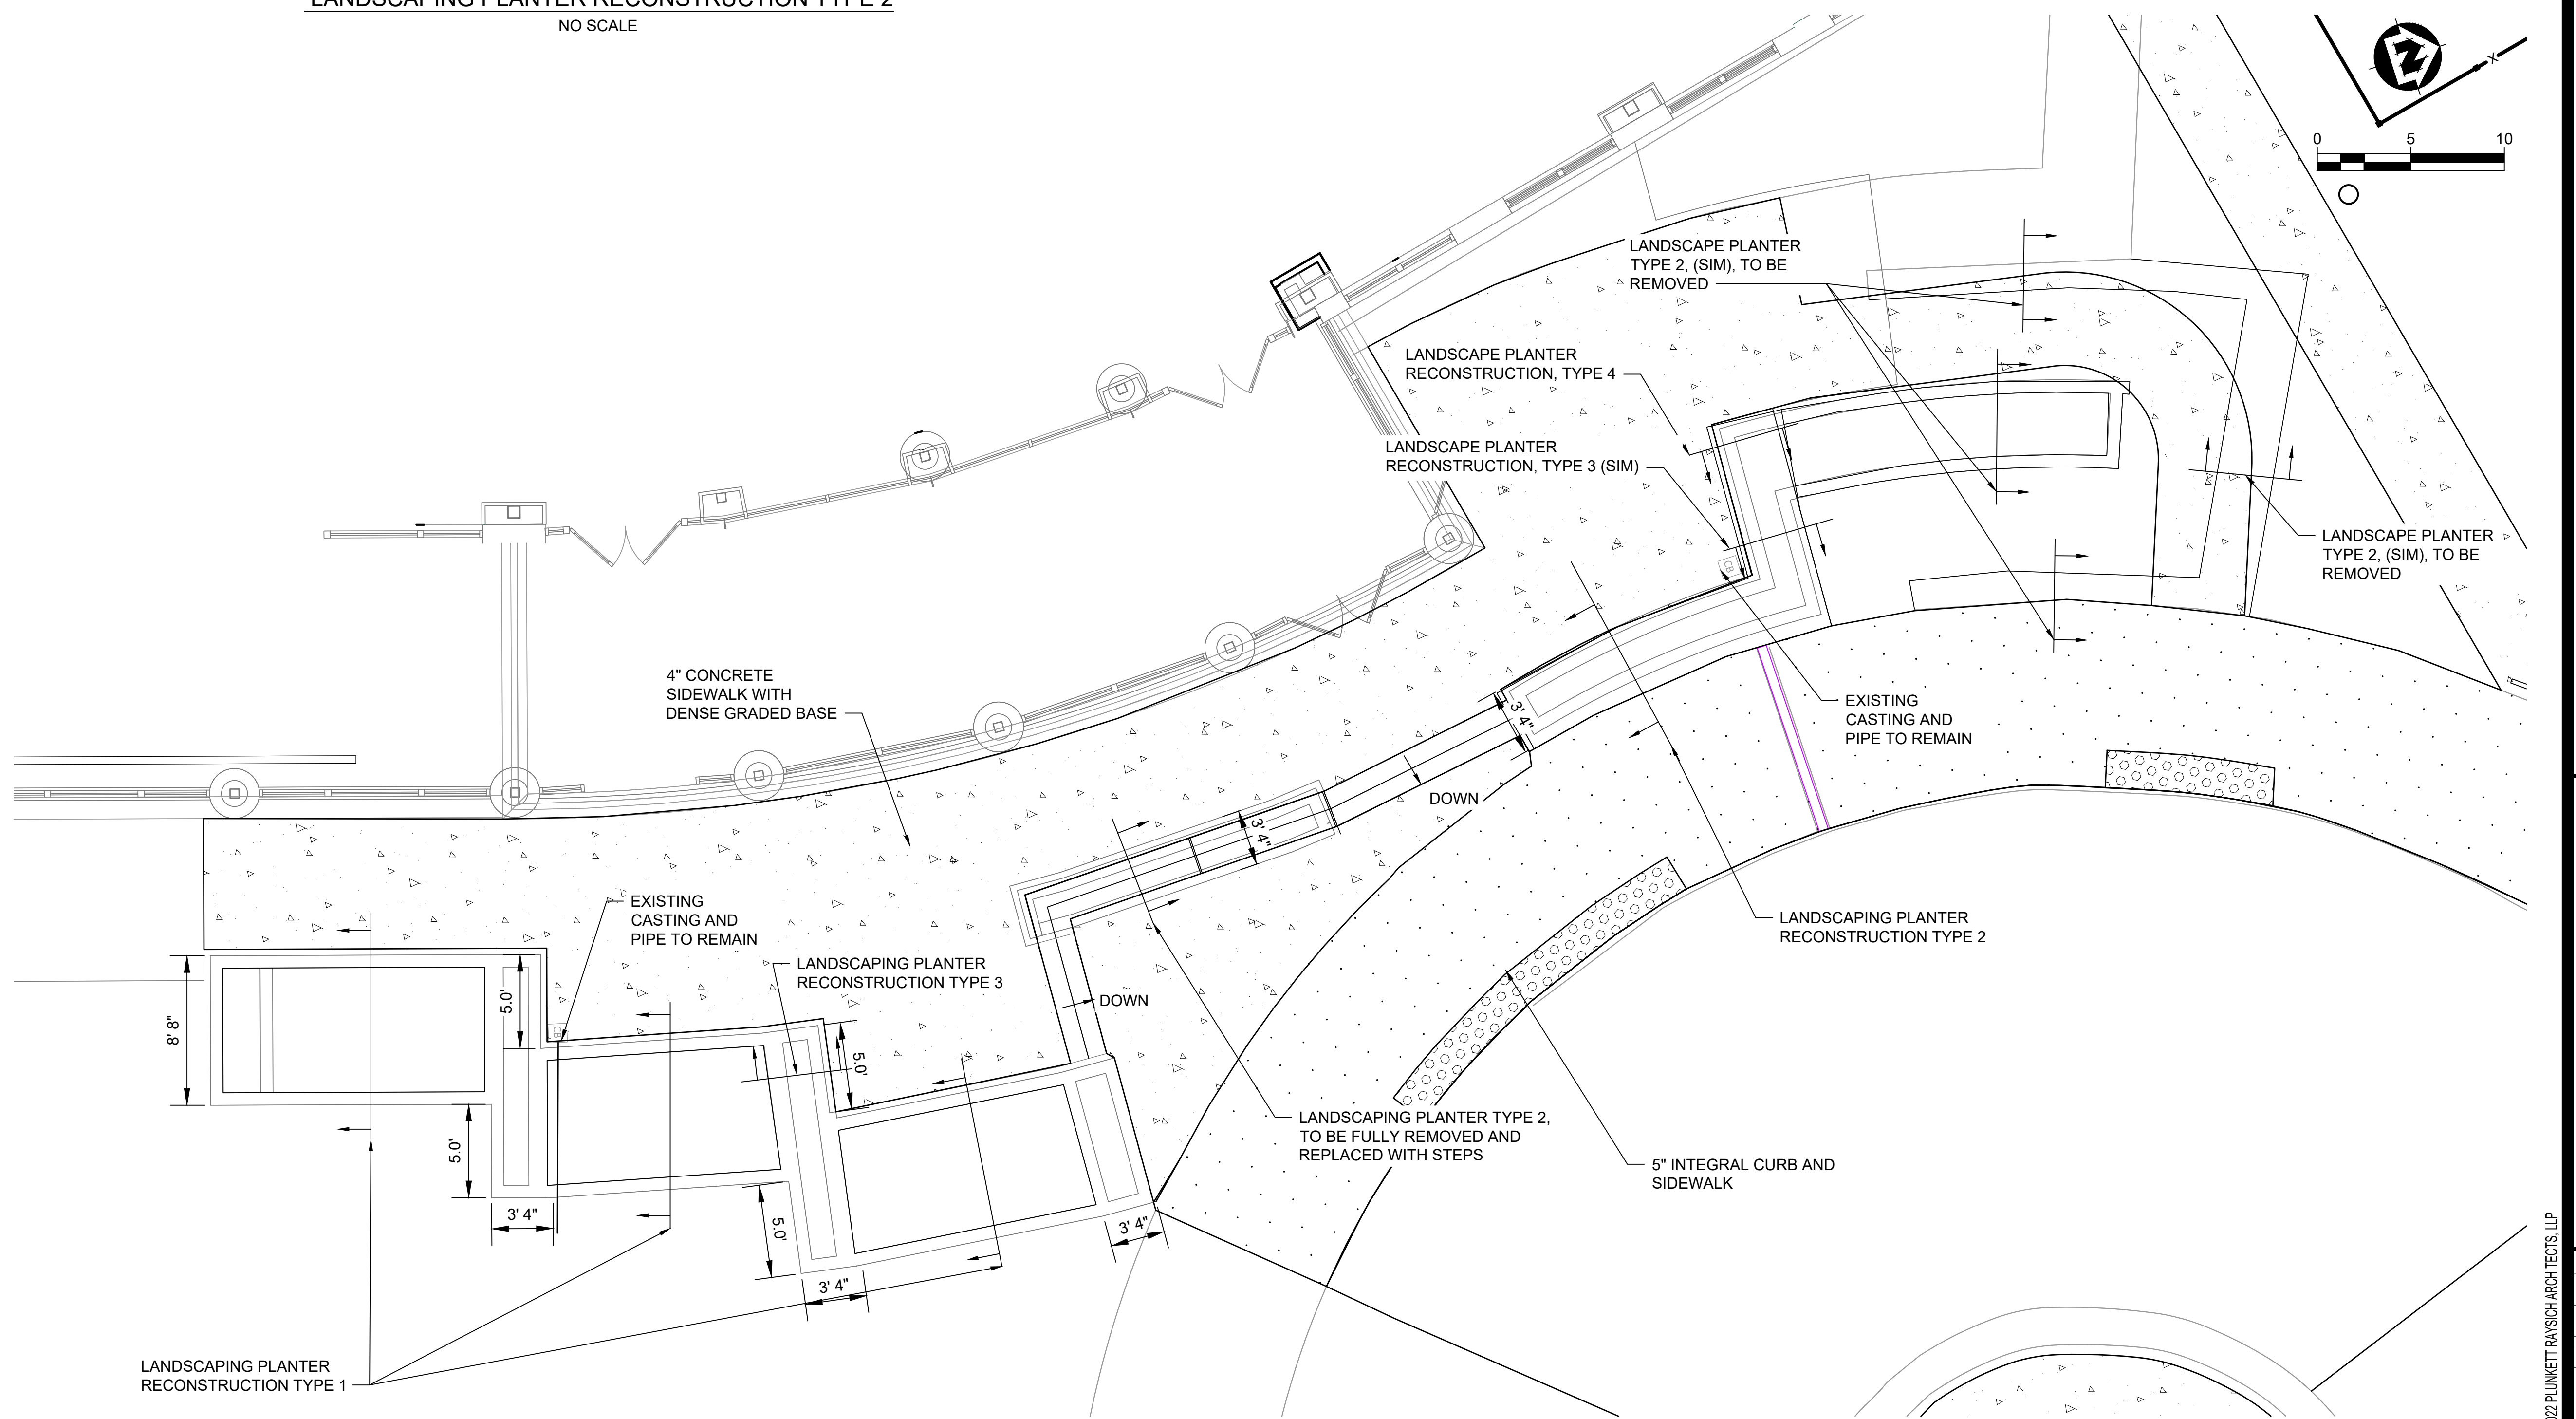 LANDSCAPING PLANTER RECONSTRUCTION TYPE 2
NO SCALE
N
X
0 5 10
LANDSCAPE PLANTER
TYPE 2, (SIM), TO BE
REMOVED
LANDSCAPE PLANTER
RECONSTRUCTION, TYPE 4
LANDSCAPE PLANTER
RECONSTRUCTION, TYPE 3 (SIM)
LANDSCAPE PLANTER
TYPE 2, (SIM), TO BE
REMOVED
CB
4" CONCRETE
SIDEWALK WITH
DENSE GRADED BASE
EXISTING
CASTING AND
PIPE TO REMAIN
3' 4"
DOWN
3' 4"
EXISTING
CASTING AND
PIPE TO REMAIN
LANDSCAPING PLANTER
RECONSTRUCTION TYPE 2
LANDSCAPING PLANTER
RECONSTRUCTION TYPE 3
DOWN
8' 8"
5.0'
CB
5.0'
5.0'
LANDSCAPING PLANTER TYPE 2,
TO BE FULLY REMOVED AND
REPLACED WITH STEPS
5" INTEGRAL CURB AND
SIDEWALK
3' 4"
5.0'
3' 4"
3' 4"
LANDSCAPING PLANTER
RECONSTRUCTION TYPE 1
022 PLUNKETT RAYSICH ARCHITECTS, LLP